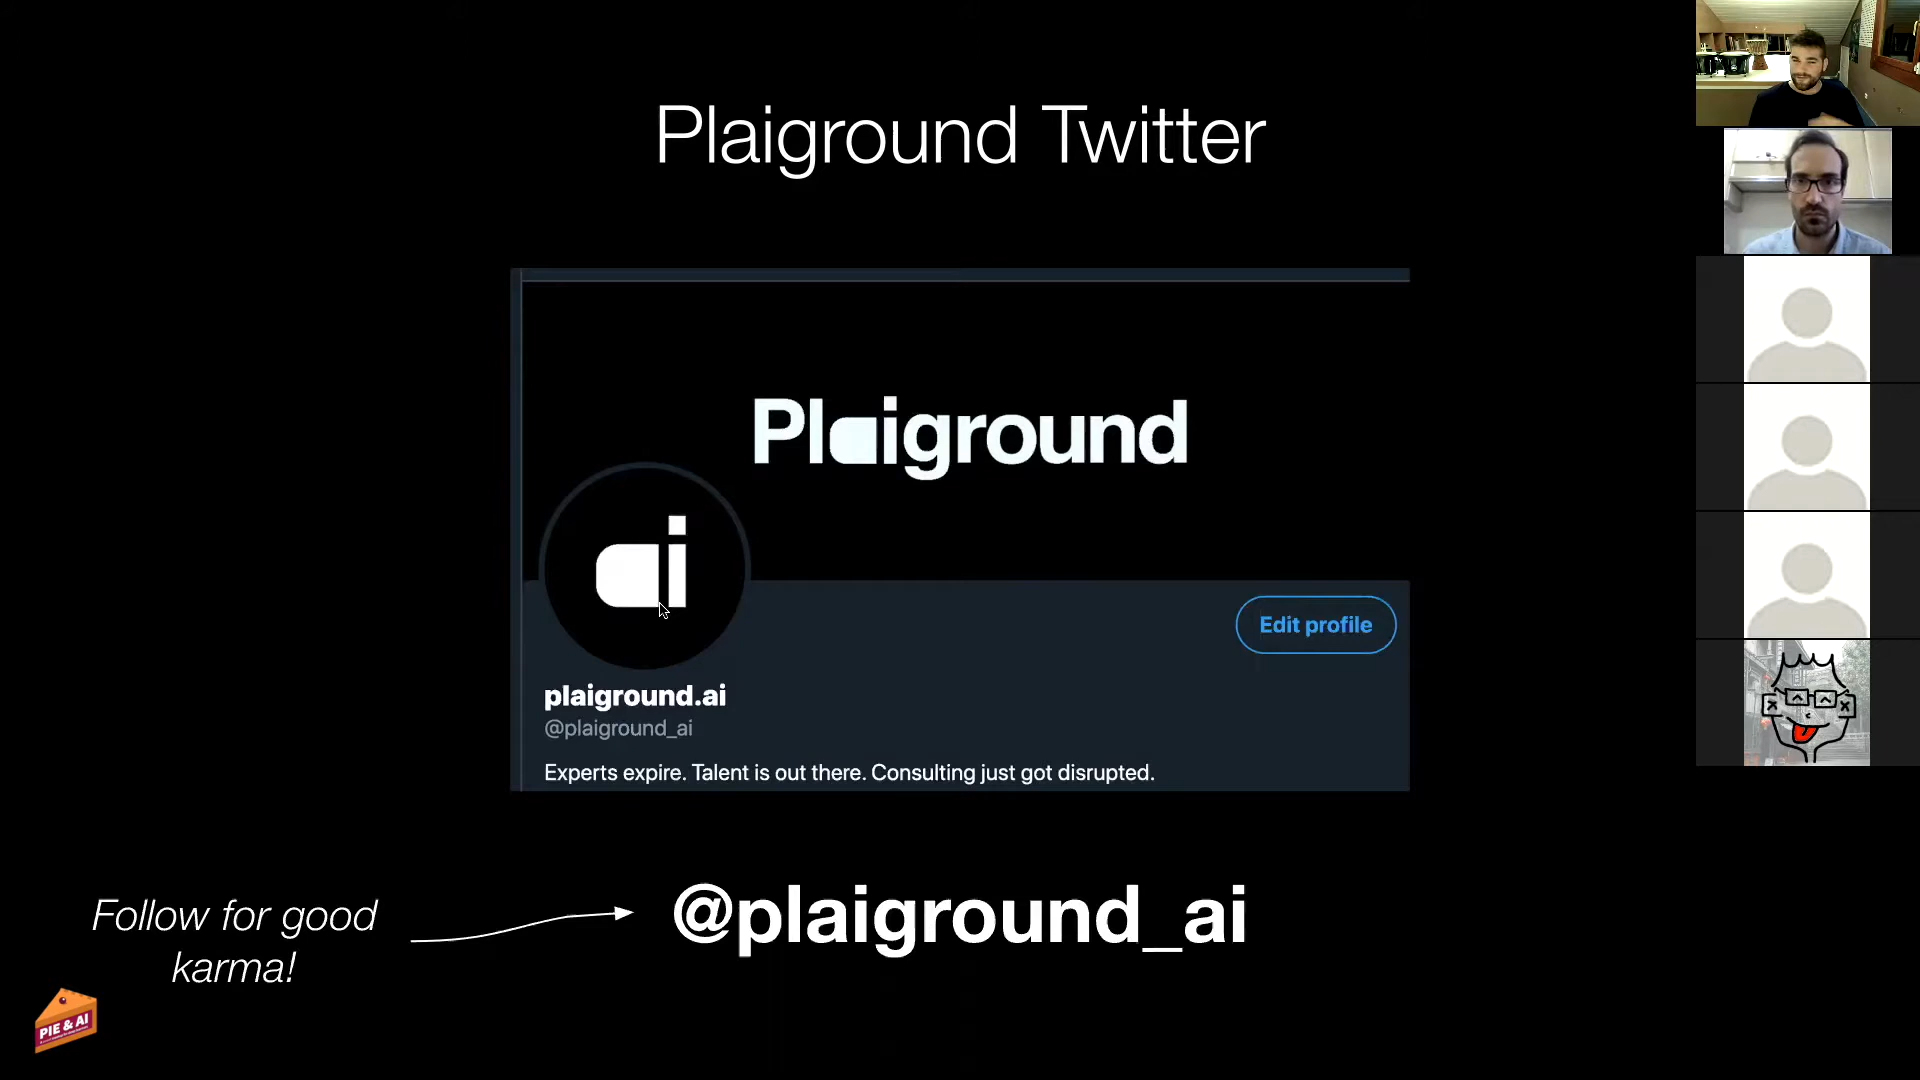 Plaiground Twitter
Plaiground
ai
Edit profile
plaiground.ai
@plaiground_ai
Experts expire. Talent is out there. Consulting just got disrupted.
Follow for good
karma!
@plaiground_ai
PIE & AI